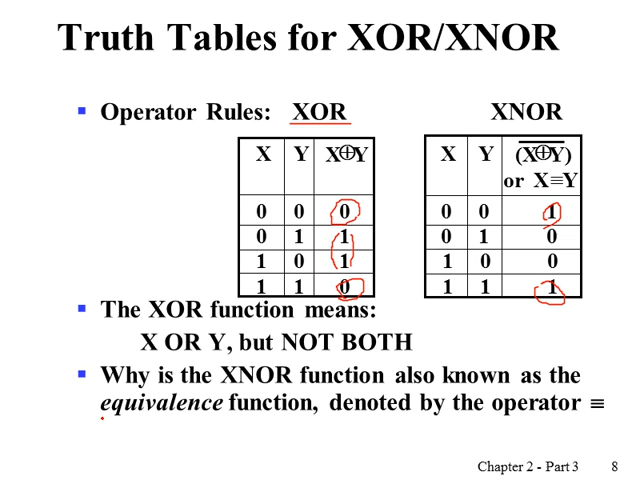 Truth Tables for XOR/XNOR
▪ Operator Rules: XOR XNOR
X Y X⊕Y X Y (X⊕Y)
or X≡Y
0 0 0 0 0 1
0 1 1 0 1 0
1 0 1 1 0 0
1 1 0 1 1 1
▪ The XOR function means:
X OR Y, but NOT BOTH
▪ Why is the XNOR function also known as the
equivalence function, denoted by the operator ≡
Chapter 2 - Part 3 8